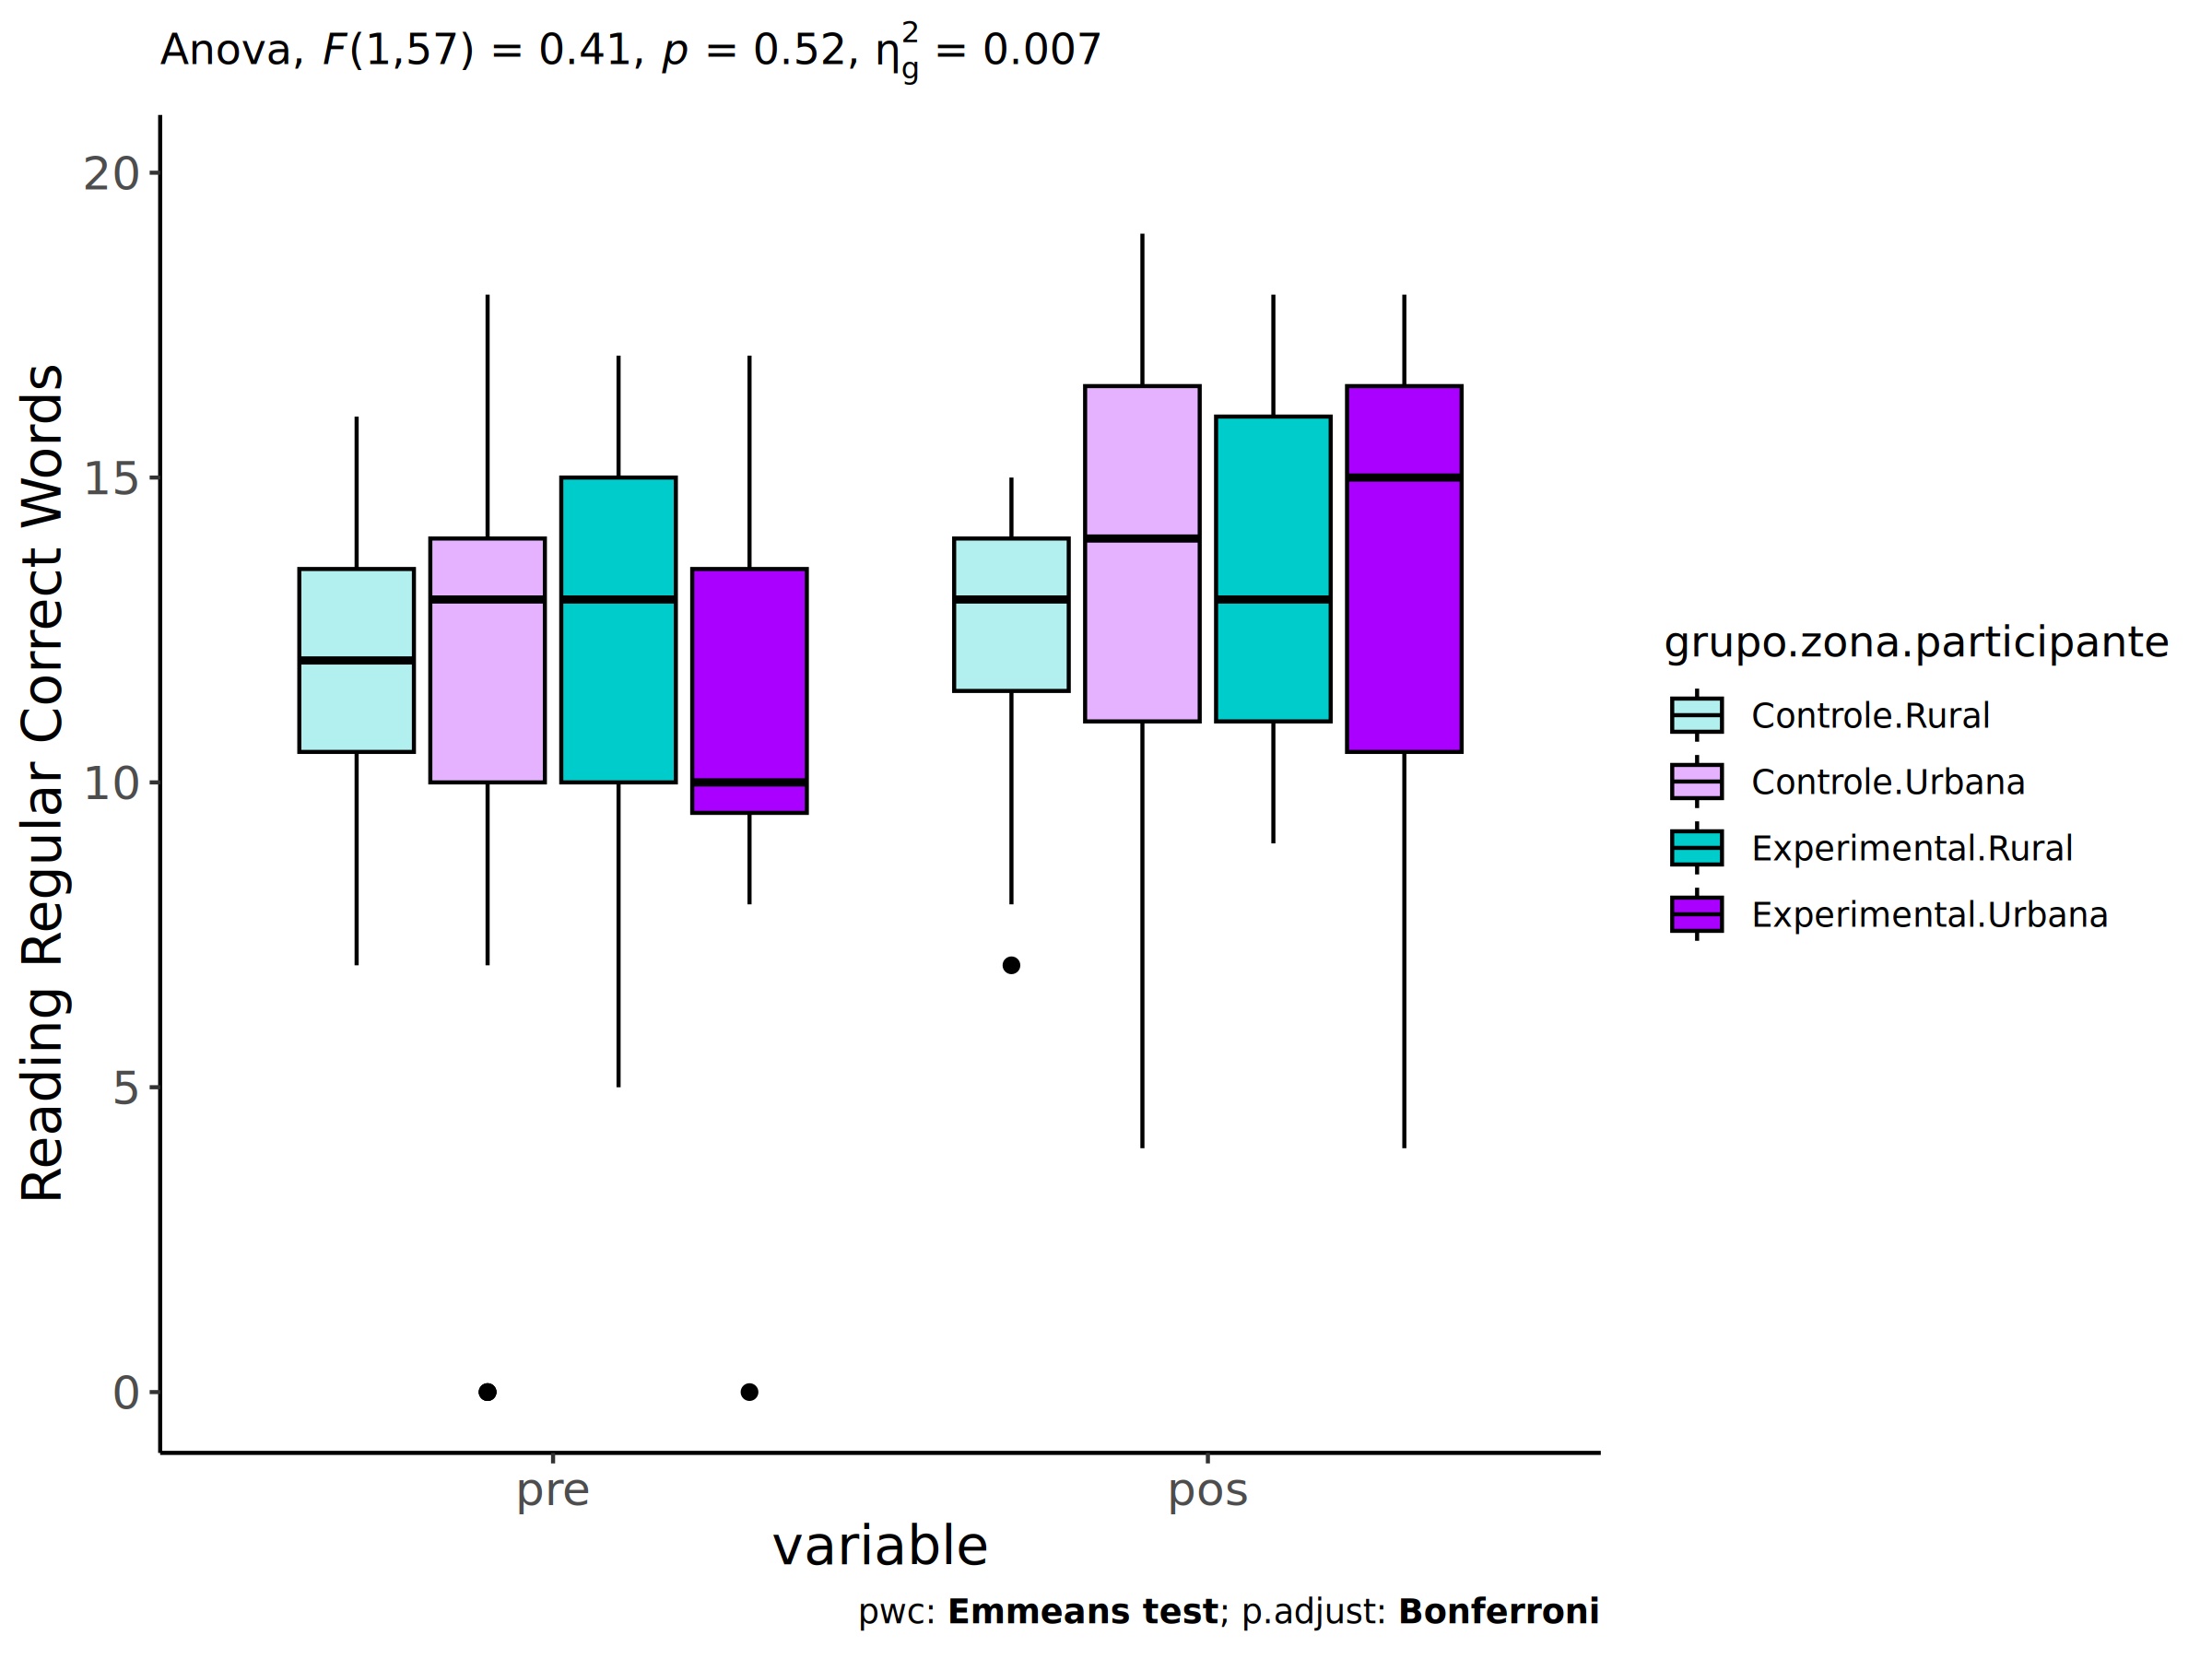 Anova, F(1,57) = 0.41, p = 0.52, η²g = 0.007
Reading Regular Correct Words
20
15
10
5
0
pre
pos
variable
pwc: Emmeans test; p.adjust: Bonferroni
grupo.zona.participante
Controle.Rural
Controle.Urbana
Experimental.Rural
Experimental.Urbana